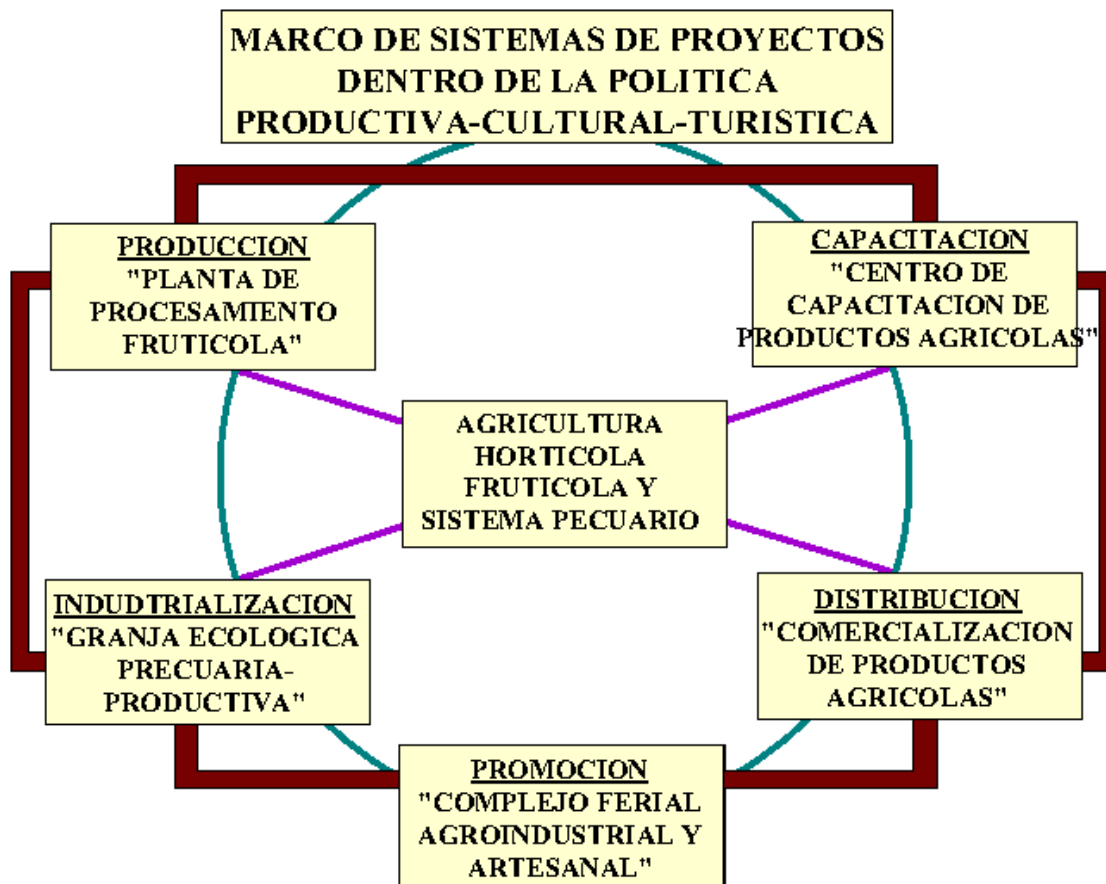 MARCO DE SISTEMAS DE PROYECTOS
DENTRO DE LA POLITICA
PRODUCTIVA-CULTURAL-TURISTICA
PRODUCCION
"PLANTA DE
PROCESAMIENTO
FRUTICOLA"
CAPACITACION
"CENTRO DE
CAPACITACION DE
PRODUCTOS AGRICOLAS"
AGRICULTURA
HORTICOLA
FRUTICOLA Y
SISTEMA PECUARIO
INDUDTRIALIZACION
"GRANJA ECOLOGICA
PRECUARIA-
PRODUCTIVA"
DISTRIBUCION
"COMERCIALIZACION
DE PRODUCTOS
AGRICOLAS"
PROMOCION
"COMPLEJO FERIAL
AGROINDUSTRIAL Y
ARTESANAL"